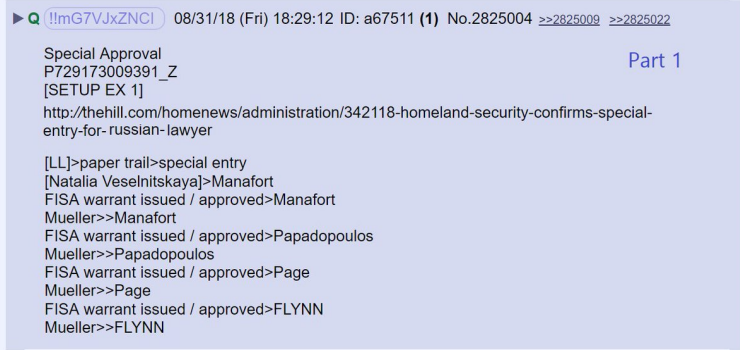 Q !!mG7VJxZNCI 08/31/18 (Fri) 18:29:12 ID: a67511 (1) No.2825004 >>2825009 >>2825022
Special Approval
Part 1
P729173009391_Z
[SETUP EX 1]
http://thehill.com/homenews/administration/342118-homeland-security-confirms-special-
entry-for-russian-lawyer
[LL]>paper trail>special entry
[Natalia Veselnitskaya]>Manafort
FISA warrant issued / approved>Manafort
Mueller>>Manafort
FISA warrant issued / approved>Papadopoulos
Mueller>>Papadopoulos
FISA warrant issued / approved>Page
Mueller>>Page
FISA warrant issued / approved>FLYNN
Mueller>>FLYNN